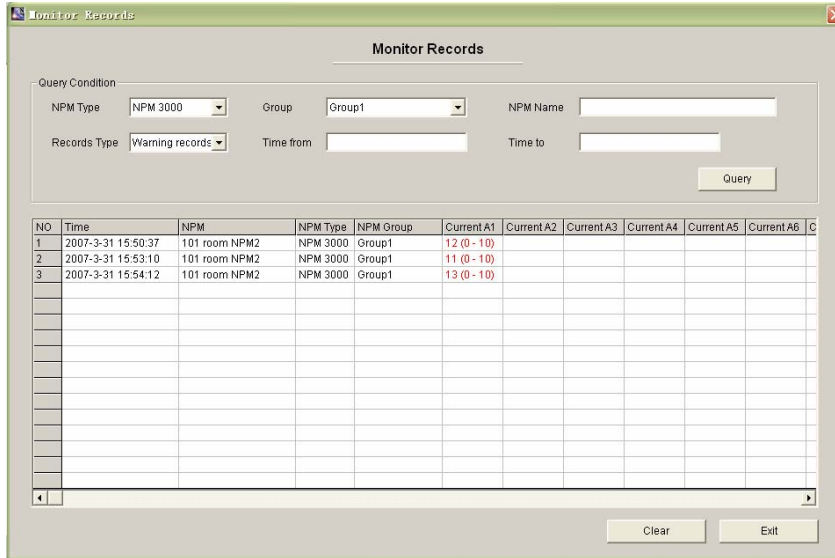 Monitor Records
Monitor Records
Query Condition
NPM Type NPM 3000 Group Group1 NPM Name
Records Type Warning records Time from Time to
Query
NO Time NPM NPM Type NPM Group Current A1 Current A2 Current A3 Current A4 Current A5 Current A6 C
1 2007-3-31 15:50:37 101 room NPM2 NPM 3000 Group1 12 (0 - 10)
2 2007-3-31 15:53:10 101 room NPM2 NPM 3000 Group1 11 (0 - 10)
3 2007-3-31 15:54:12 101 room NPM2 NPM 3000 Group1 13 (0 - 10)
Clear Exit